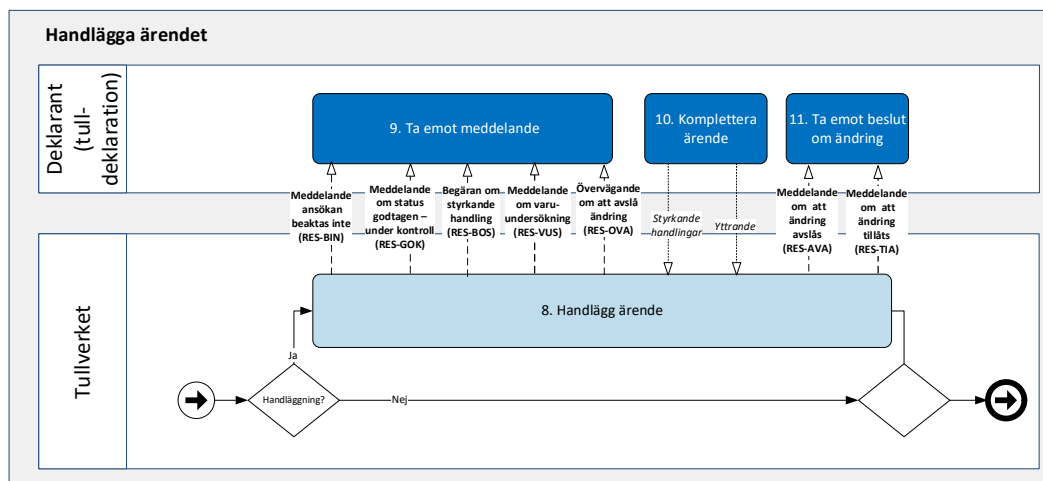 Handlägga ärendet
Deklarant
(tull-
deklaration)
9. Ta emot meddelande
10. Komplettera
ärende
11. Ta emot beslut
om ändring
Meddelande
ansökan
beaktas inte
(RES-BIN)
Meddelande
om status
godtagen –
under kontroll
(RES-GOK)
Begäran om
styrkande
handling
(RES-BOS)
Meddelande
om varu-
undersökning
(RES-VUS)
Övervägande
om att avslå
ändring
(RES-OVA)
Styrkande
handlingar
Yttrande
Meddelande
om att
ändring
avslås
(RES-AVA)
Meddelande
om att
ändring
tillåts
(RES-TIA)
Tullverket
8. Handlägg ärende
Ja
Handläggning?
Nej